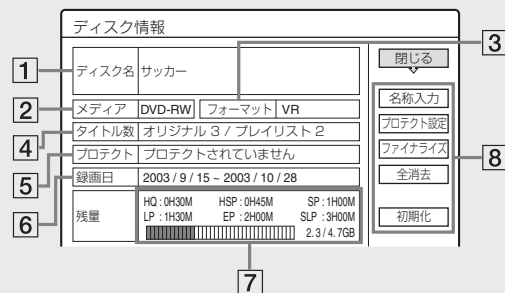 ディスク情報
1
ディスク名 サッカー
閉じる
3
2
メディア DVD-RW フォーマット VR
名称入力
4
タイトル数 オリジナル 3 / プレイリスト 2
プロテクト設定
5
プロテクト プロテクトされていません
ファイナライズ
8
6
録画日 2003 / 9 / 15 ~ 2003 / 10 / 28
全消去
残量
HQ : 0H30M HSP : 0H45M SP : 1H00M
LP : 1H30M EP : 2H00M SLP : 3H00M
2. 3 / 4. 7GB
初期化
7